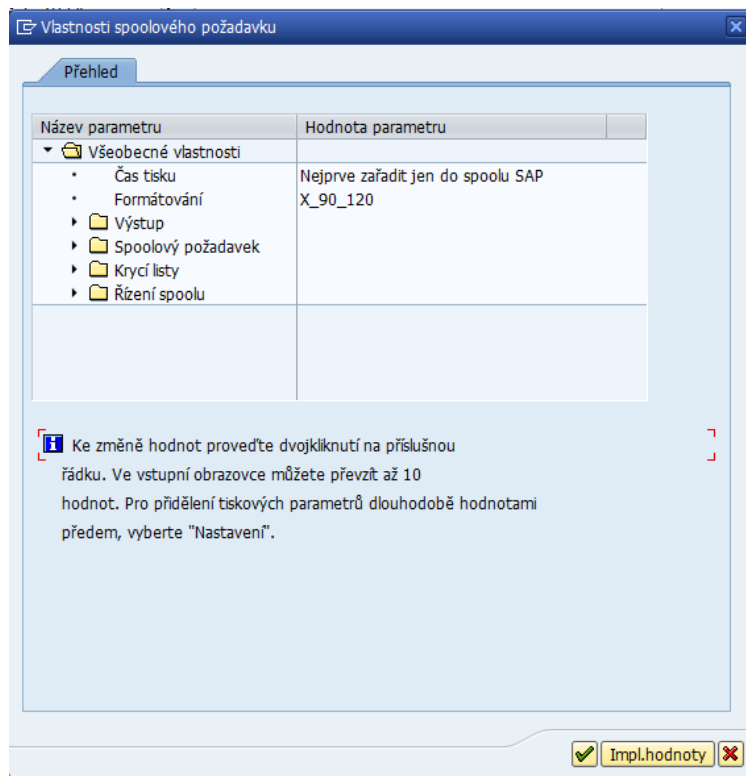 Vlastnosti spoolového požadavku
Přehled
Název parametru Hodnota parametru
Všeobecné vlastnosti
Čas tisku Nejprve zařadit jen do spoolu SAP
Formátování X_90_120
Výstup
Spoolový požadavek
Krycí listy
Řízení spoolu
Ke změně hodnot proveďte dvojkliknutí na příslušnou
řádku. Ve vstupní obrazovce můžete převzít až 10
hodnot. Pro přidělení tiskových parametrů dlouhodobě hodnotami
předem, vyberte "Nastavení".
Impl.hodnoty